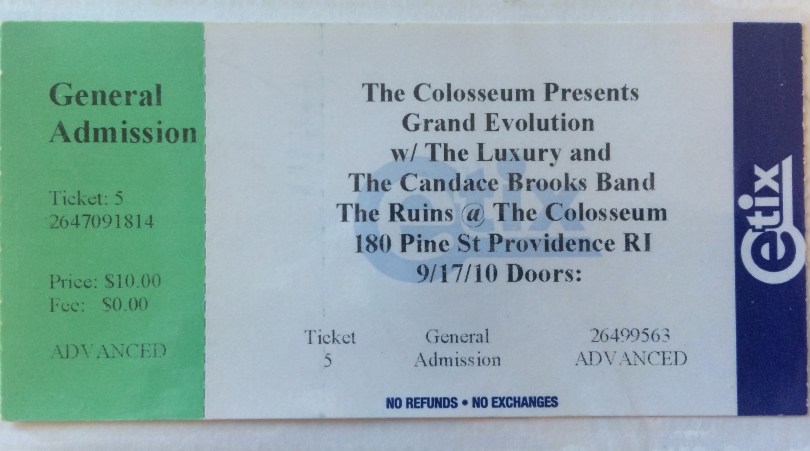 General
Admission
Ticket: 5
2647091814
Price: $10.00
Fee: $0.00
ADVANCED
The Colosseum Presents
Grand Evolution
w/ The Luxury and
The Candace Brooks Band
The Ruins @ The Colosseum
180 Pine St Providence RI
9/17/10 Doors:
Ticket General 26499563
5 Admission ADVANCED
NO REFUNDS • NO EXCHANGES
etix
etix